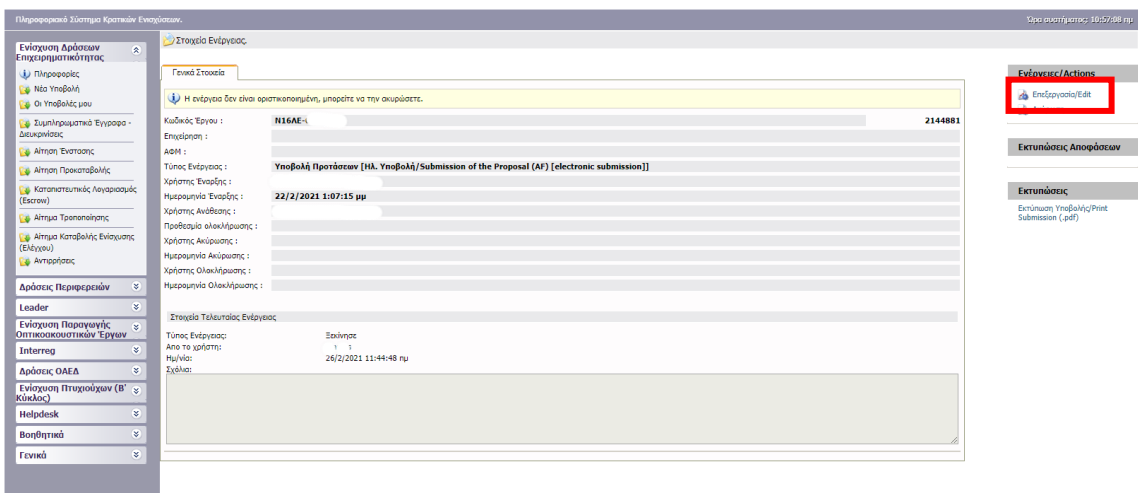 Πληροφοριακό Σύστημα Κρατικών Ενισχύσεων.
Ώρα συστήματος: 10:57:08 πμ
Ενίσχυση Δράσεων
Επιχειρηματικότητας
Πληροφορίες
Νέα Υποβολή
Οι Υποβολές μου
Συμπληρωματικά Έγγραφα -
Διευκρινίσεις
Αίτηση Ένστασης
Αίτηση Προκαταβολής
Καταπιστευτικός Λογαριασμός
(Escrow)
Αίτημα Τροποποίησης
Αίτημα Καταβολής Ενίσχυσης
(Ελέγχου)
Αντιρρήσεις
Δράσεις Περιφερειών
Leader
Ενίσχυση Παραγωγής
Οπτικοακουστικών Έργων
Interreg
Δράσεις ΟΑΕΔ
Ενίσχυση Πτυχιούχων (Β'
Κύκλος)
Helpdesk
Βοηθητικά
Γενικά
Στοιχεία Ενέργειας.
Γενικά Στοιχεία
Η ενέργεια δεν είναι οριστικοποιημένη, μπορείτε να την ακυρώσετε.
Κωδικός Έργου : Ν16ΛΕ- 2144881
Επιχείρηση :
ΑΦΜ :
Τύπος Ενέργειας : Υποβολή Προτάσεων [Ηλ. Υποβολή/Submission of the Proposal (AF) [electronic submission]]
Χρήστης Έναρξης :
Ημερομηνία Έναρξης : 22/2/2021 1:07:15 μμ
Χρήστης Ανάθεσης :
Προθεσμία ολοκλήρωσης :
Χρήστης Ακύρωσης :
Ημερομηνία Ακύρωσης :
Χρήστης Ολοκλήρωσης :
Ημερομηνία Ολοκλήρωσης :
Στοιχεία Τελευταίας Ενέργειας
Τύπος Ενέργειας: Ξεκίνησε
Απο το χρήστη:
Ημ/νία: 26/2/2021 11:44:48 πμ
Σχόλια:
Ενέργειες/Actions
Επεξεργασία/Edit
Εκτυπώσεις Αποφάσεων
Εκτυπώσεις
Εκτύπωση Υποβολής/Print
Submission (.pdf)